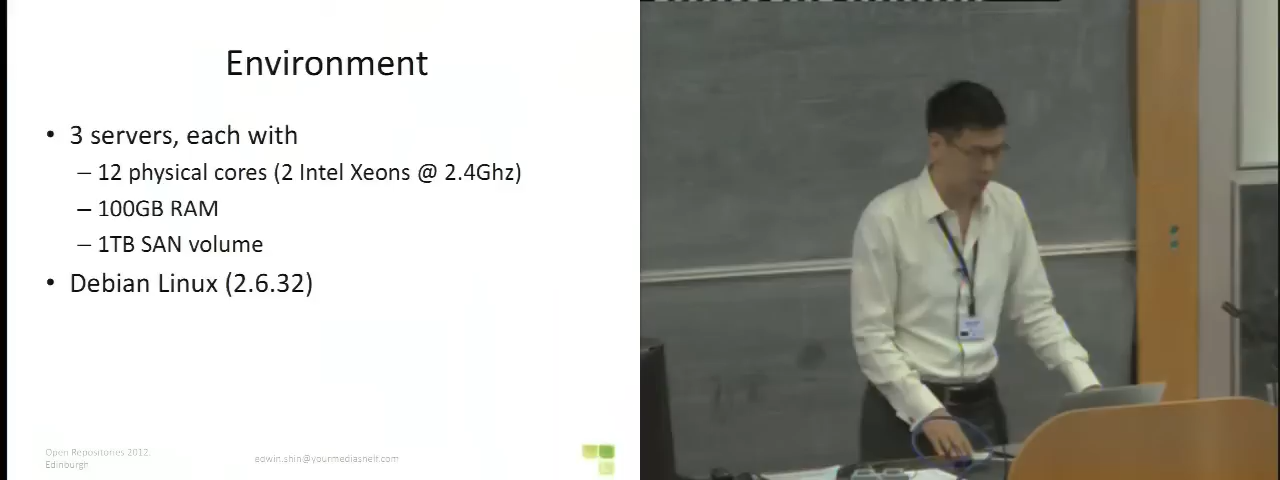 Environment
• 3 servers, each with
– 12 physical cores (2 Intel Xeons @ 2.4Ghz)
– 100GB RAM
– 1TB SAN volume
• Debian Linux (2.6.32)
Open Repositories 2012,
Edinburgh
edwin.shin@yourmediashelf.com